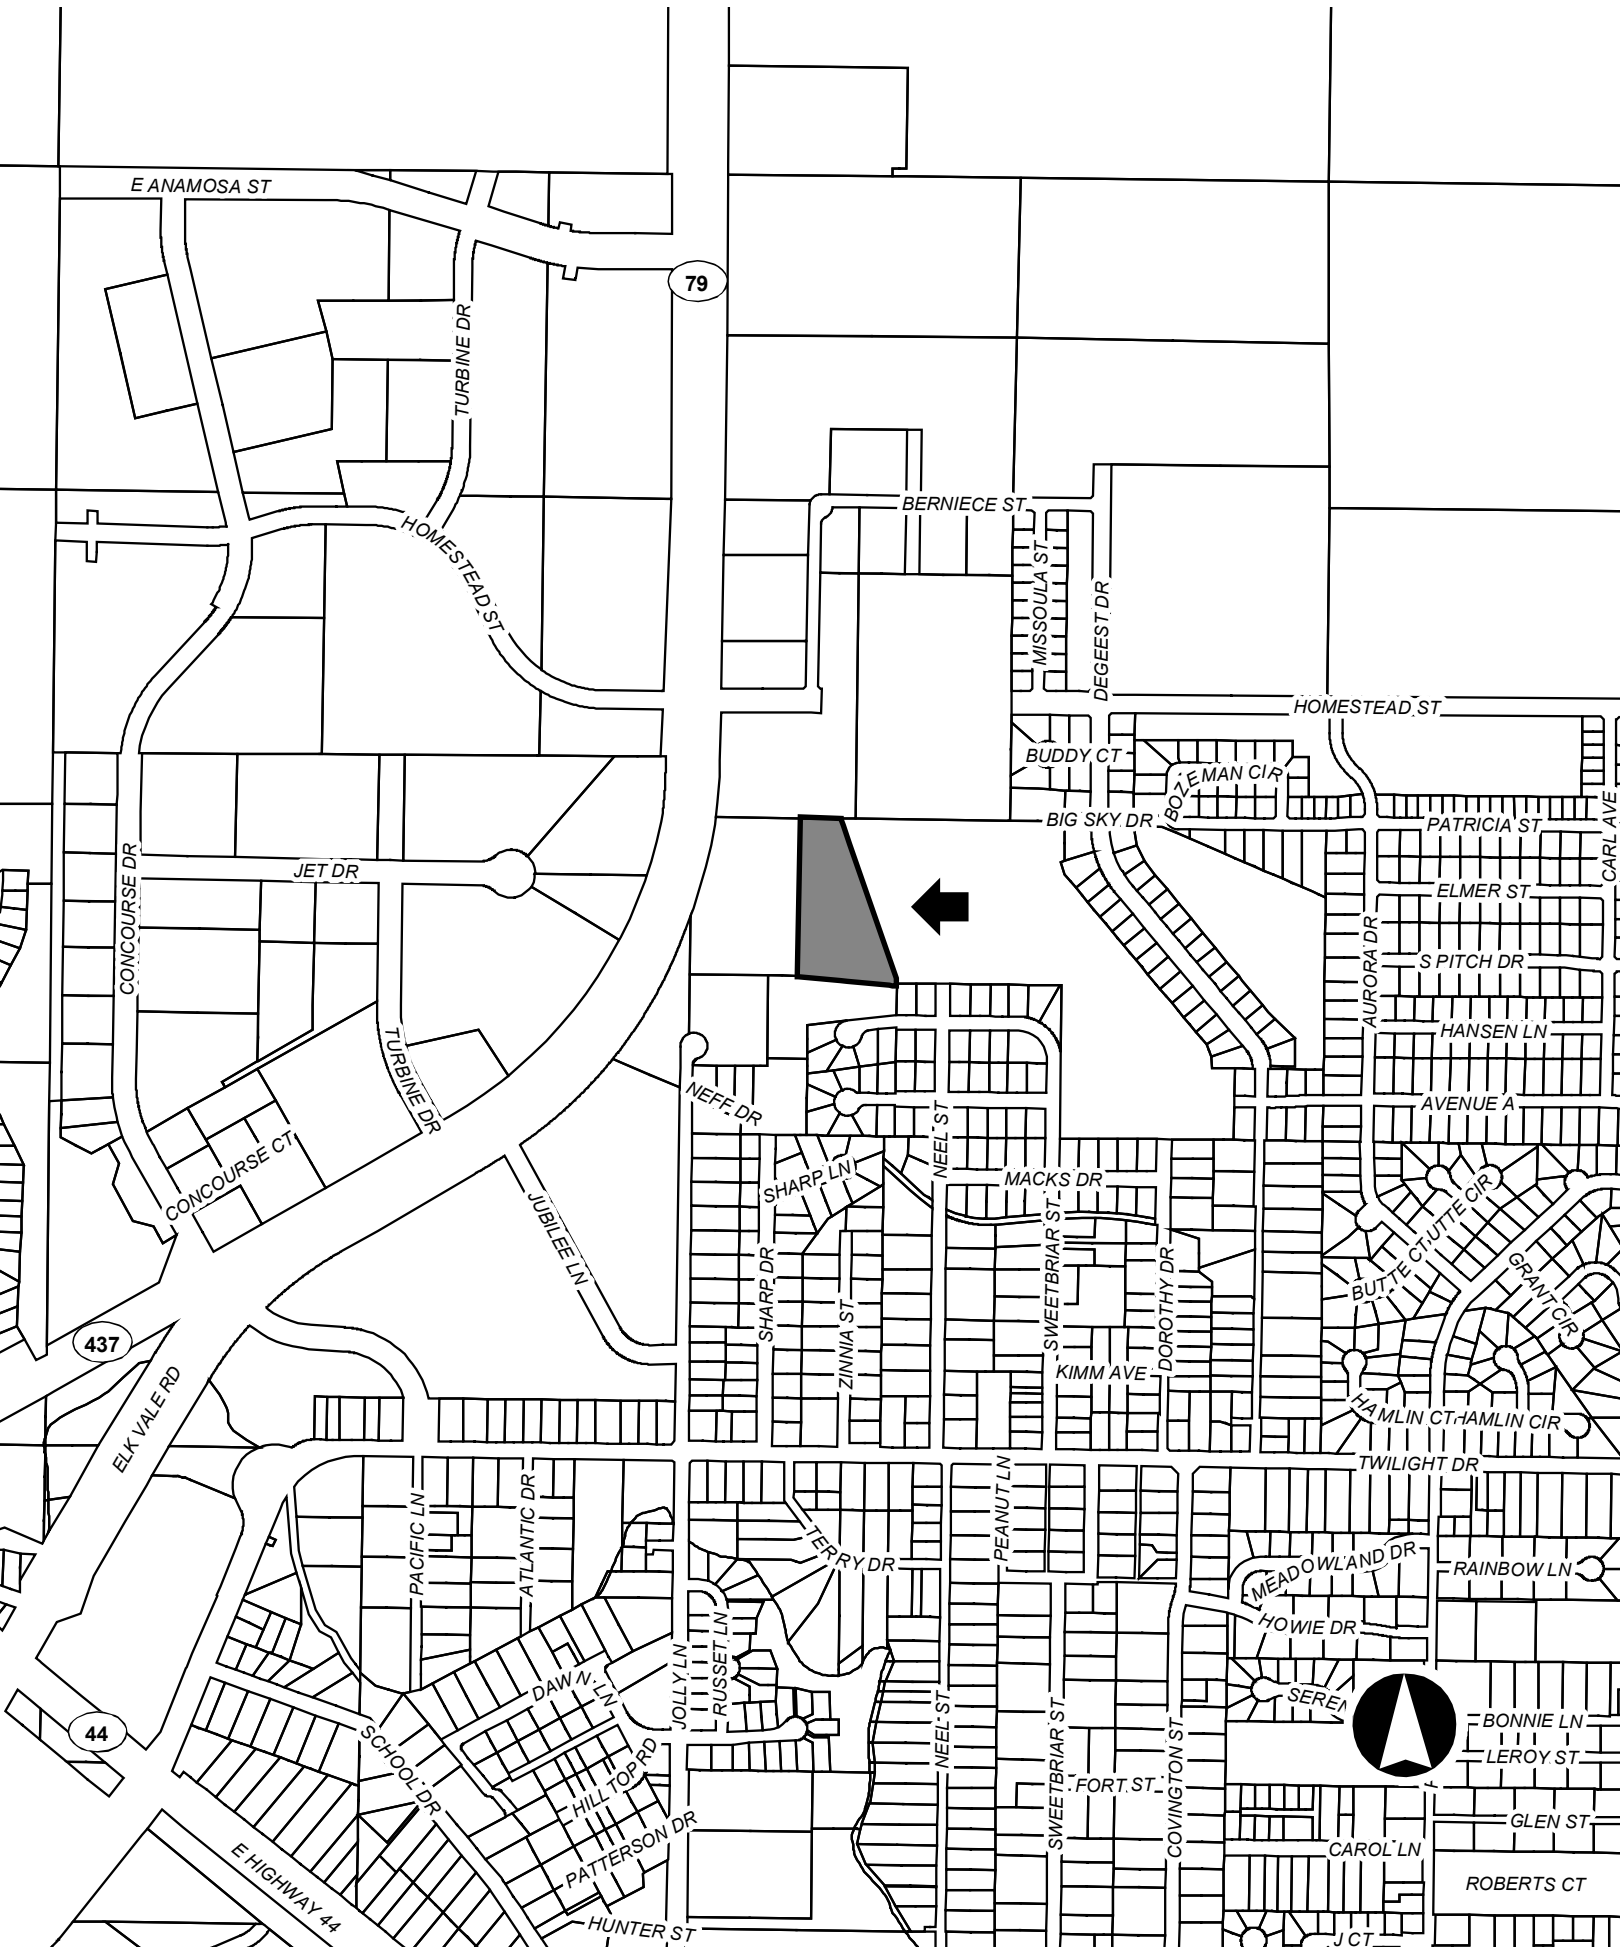 E ANAMOSA ST
79
TURBINE DR
BERNIECE ST
HOMESTEAD ST
MISSOULA ST
DEGEEST DR
HOMESTEAD ST
BUDDY CT
BOZEMAN CIR
BIG SKY DR
PATRICIA ST
CARL AVE
CONCOURSE DR
JET DR
ELMER ST
AURORA DR
S PITCH DR
HANSEN LN
TURBINE DR
NEFF DR
AVENUE A
NEEL ST
CONCOURSE CT
SHARP LN
MACKS DR
JUBILEE LN
SHARP DR
ZINNIA ST
SWEETBRIAR ST
DOROTHY DR
BUTTE CT
UTTE CIR
GRANT CIR
437
KIMM AVE
ELK VALE RD
HAMLIN CT
HAMLIN CIR
TWILIGHT DR
PACIFIC LN
ATLANTIC DR
PEANUT LN
TERRY DR
MEADOWLAND DR
RAINBOW LN
HOWIE DR
DAWN LN
JOLLY LN
RUSSET LN
SEREN
44
SCHOOL DR
NEEL ST
SWEETBRIAR ST
COVINGTON ST
BONNIE LN
LEROY ST
HILL TOP RD
FORT ST
PATTERSON DR
GLEN ST
CAROL LN
E HIGHWAY 44
ROBERTS CT
HUNTER ST
J CT